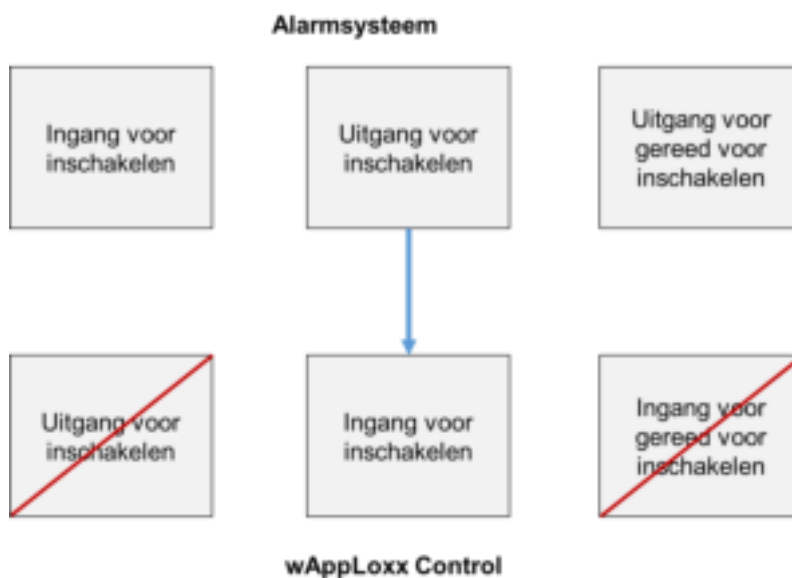 Alarmsysteem
Ingang voor
inschakelen
Uitgang voor
inschakelen
Uitgang voor
gereed voor
inschakelen
Uitgang voor
inschakelen
Ingang voor
inschakelen
Ingang voor
gereed voor
inschakelen
wAppLoxx Control